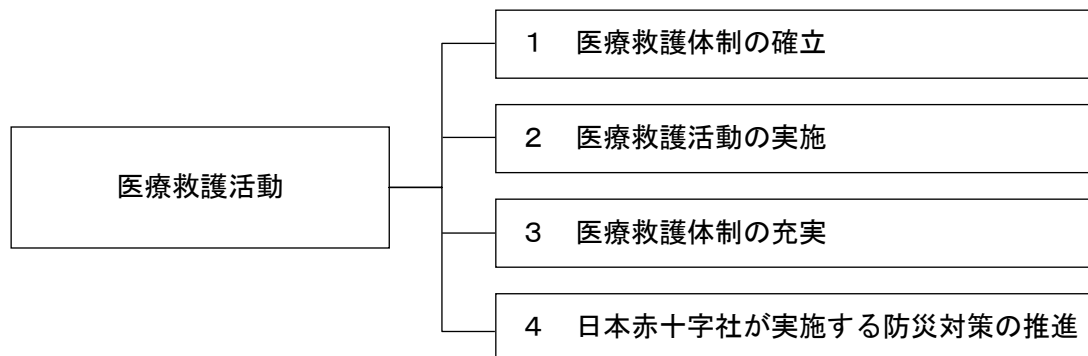 医療救護活動
１　医療救護体制の確立
２　医療救護活動の実施
３　医療救護体制の充実
４　日本赤十字社が実施する防災対策の推進